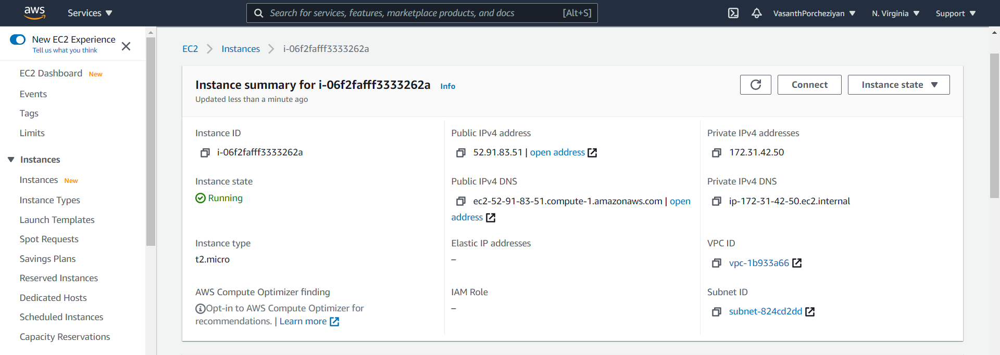 aws
Services
Search for services, features, marketplace products, and docs [Alt+S]
VasanthPorcheziyan
N. Virginia
Support
New EC2 Experience
Tell us what you think
EC2 Dashboard New
Events
Tags
Limits
Instances
Instances New
Instance Types
Launch Templates
Spot Requests
Savings Plans
Reserved Instances
Dedicated Hosts
Scheduled Instances
Capacity Reservations
EC2 Instances i-06f2fafff3333262a
Instance summary for i-06f2fafff3333262a Info
Updated less than a minute ago
Connect
Instance state
Instance ID
i-06f2fafff3333262a
Public IPv4 address
52.91.83.51 | open address
Private IPv4 addresses
172.31.42.50
Instance state
Running
Public IPv4 DNS
ec2-52-91-83-51.compute-1.amazonaws.com | open
address
Private IPv4 DNS
ip-172-31-42-50.ec2.internal
Instance type
t2.micro
Elastic IP addresses
–
VPC ID
vpc-1b933a66
AWS Compute Optimizer finding
Opt-in to AWS Compute Optimizer for
recommendations. | Learn more
IAM Role
–
Subnet ID
subnet-824cd2dd